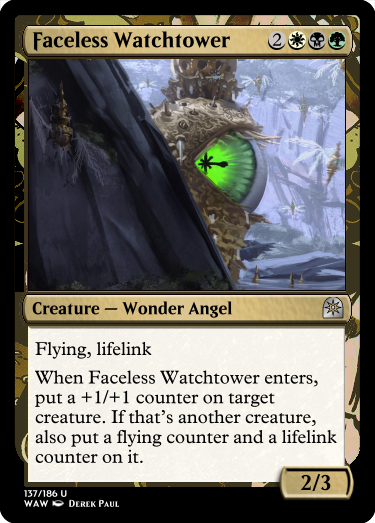 Faceless Watchtower 2
Creature — Wonder Angel
Flying, lifelink
When Faceless Watchtower enters,
put a +1/+1 counter on target
creature. If that's another creature,
also put a flying counter and a lifelink
counter on it.
2/3
137/186 U
WAW DEREK PAUL